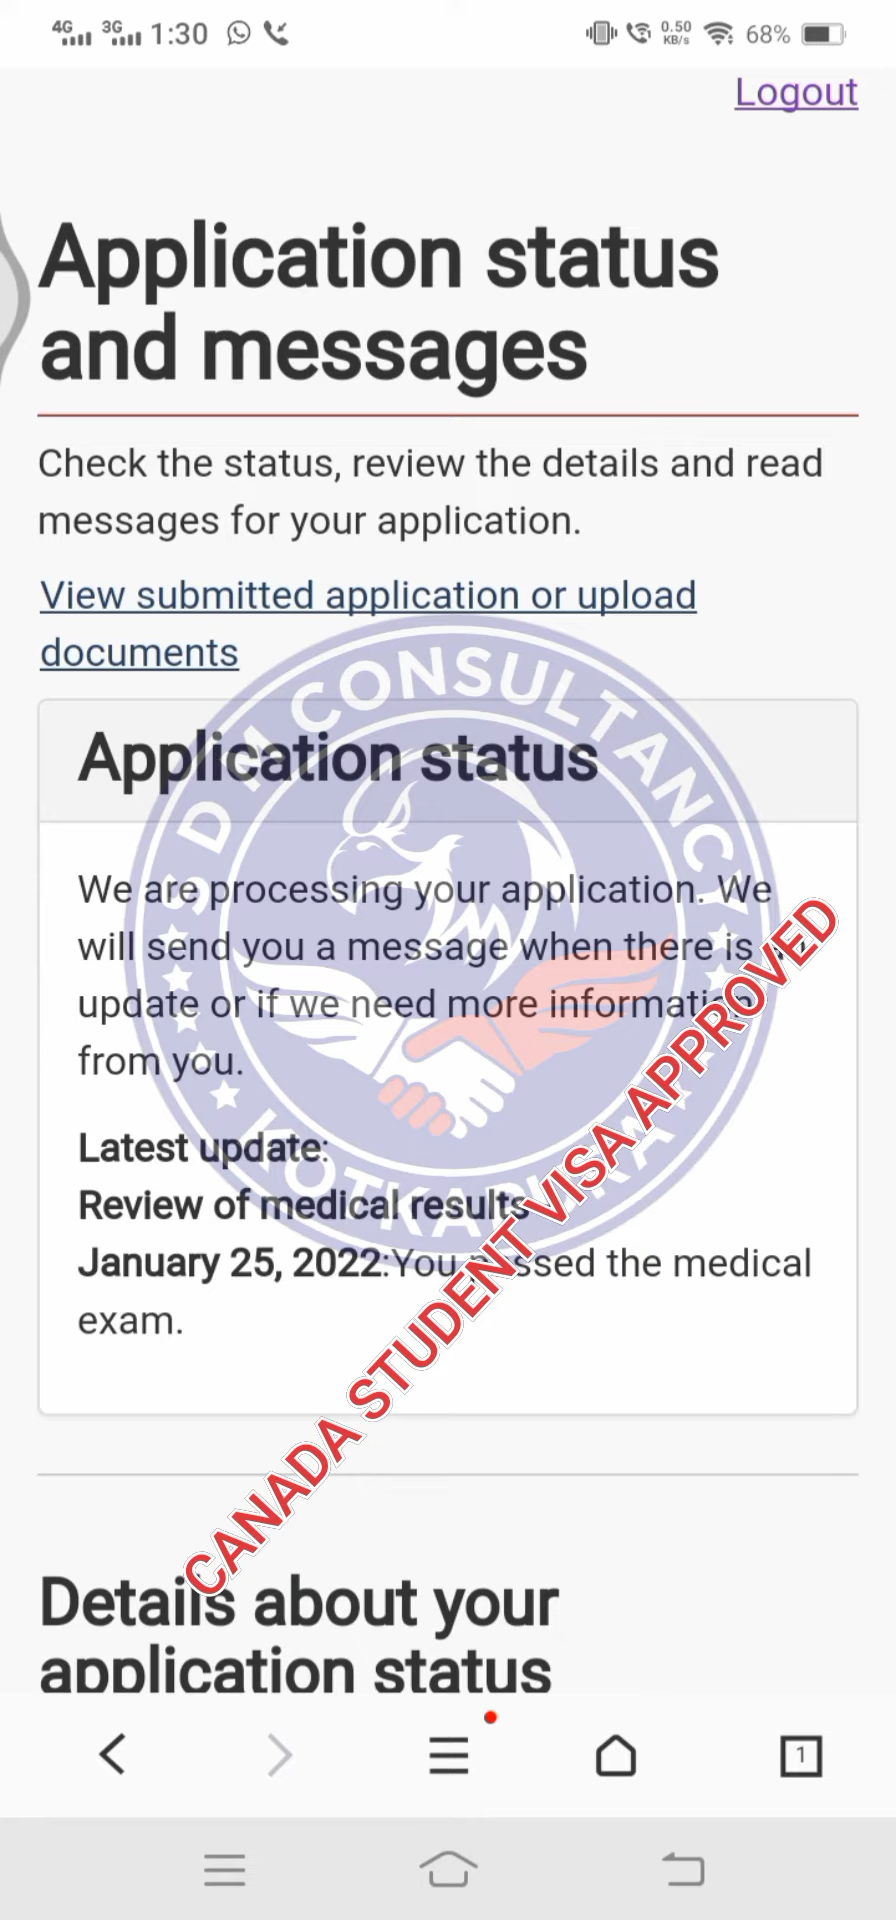 4G 3G 1:30 0.50 KB/s 68%
Logout
Application status
and messages
Check the status, review the details and read
messages for your application.
View submitted application or upload
documents
S D M CONSULTANCY
Application status
We are processing your application. We
will send you a message when there is
update or if we need more information
from you.
Latest update:
Review of medical results
January 25, 2022:You passed the medical
exam.
KOTKAPURA
CANADA STUDENT VISA APPROVED
Details about your
application status
1